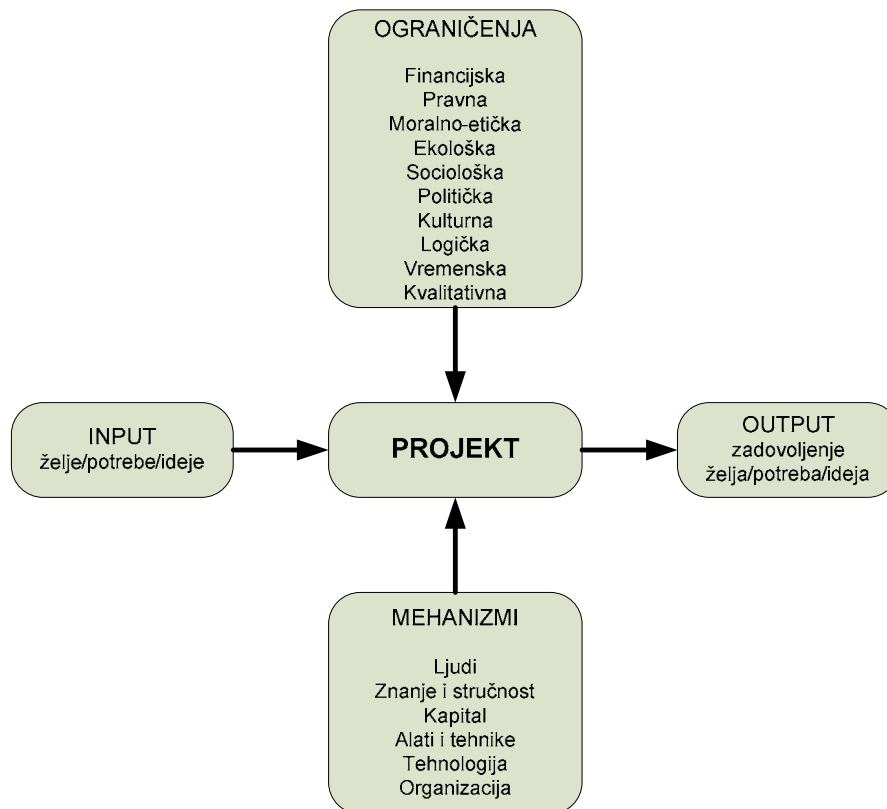 OGRANIČENJA
Financijska
Pravna
Moralno-etička
Ekološka
Sociološka
Politička
Kulturna
Logička
Vremenska
Kvalitativna
INPUT
želje/potrebe/ideje
PROJEKT
OUTPUT
zadovoljenje
želja/potreba/ideja
MEHANIZMI
Ljudi
Znanje i stručnost
Kapital
Alati i tehnike
Tehnologija
Organizacija